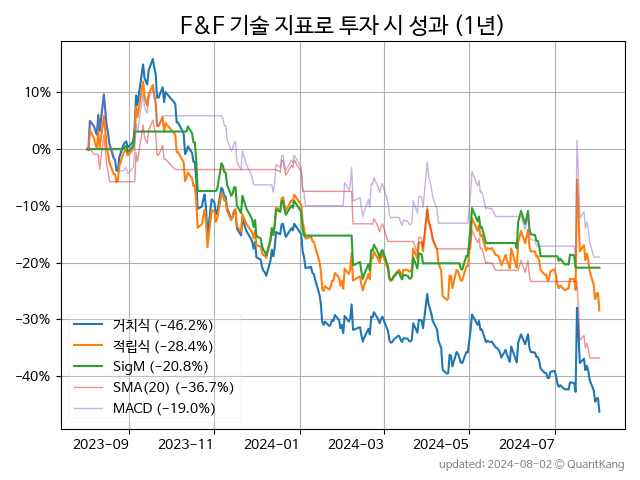 F&F 기술 지표로 투자 시 성과 (1년)
10%
0%
−10%
−20%
−30%
−40%
거치식 (−46.2%)
적립식 (−28.4%)
SigM (−20.8%)
SMA(20) (−36.7%)
MACD (−19.0%)
2023-09 2023-11 2024-01 2024-03 2024-05 2024-07
updated: 2024-08-02 © QuantKang